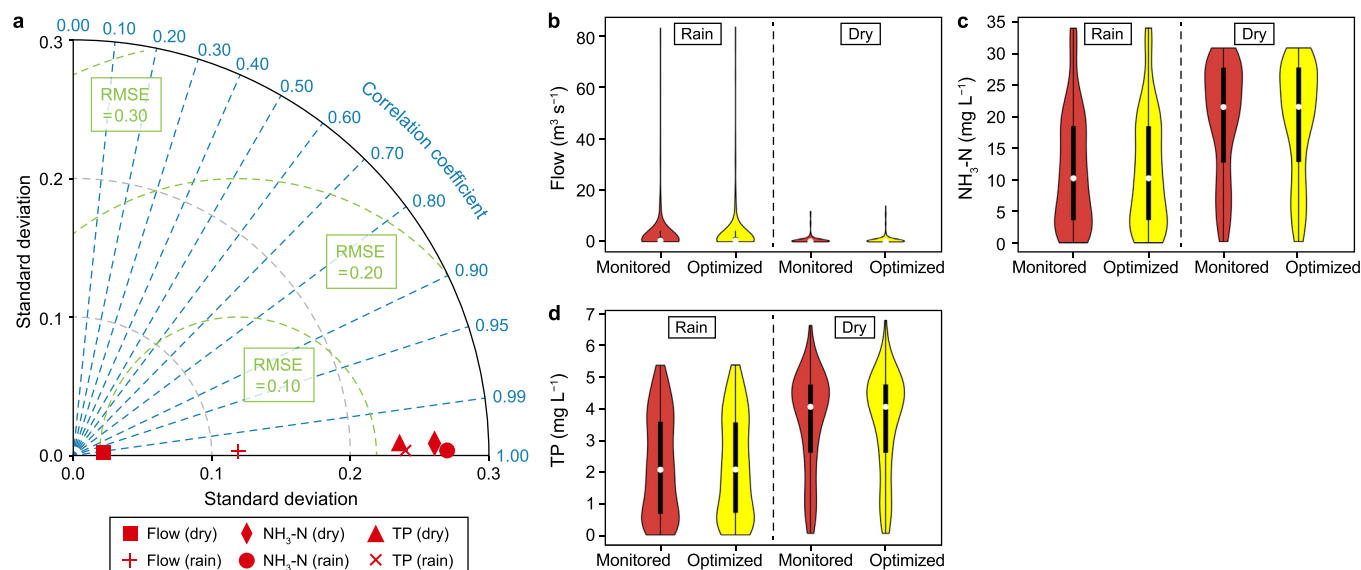 a
0.00
0.10
0.20
0.30
0.40
0.50
0.60
0.70
0.80
0.90
0.95
0.99
1.00
Correlation coefficient
0.3
0.2
0.1
0.0
Standard deviation
RMSE
=0.30
RMSE
=0.20
RMSE
=0.10
0.0
0.1
0.2
0.3
Standard deviation
Flow (dry)
NH₃-N (dry)
TP (dry)
Flow (rain)
NH₃-N (rain)
TP (rain)
b
Flow (m³ s⁻¹)
80
60
40
20
0
Rain
Dry
Monitored
Optimized
Monitored
Optimized
c
NH₃-N (mg L⁻¹)
35
30
25
20
15
10
5
0
Rain
Dry
Monitored
Optimized
Monitored
Optimized
d
TP (mg L⁻¹)
7
6
5
4
3
2
1
0
Rain
Dry
Monitored
Optimized
Monitored
Optimized